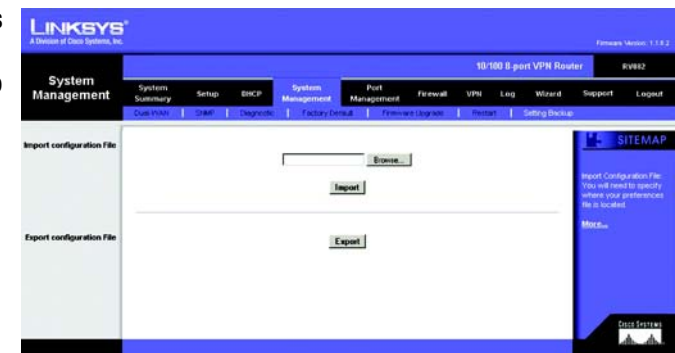 LINKSYS®
A Division of Cisco Systems, Inc.
Firmware Version: 1.1.8.2
10/100 8-port VPN Router
RV082
System Management
System Summary
Setup
DHCP
System Management
Port Management
Firewall
VPN
Log
Wizard
Support
Logout
Dual-WAN | SNMP | Diagnostic | Factory Default | Firmware Upgrade | Restart | Setting Backup
SITEMAP
Import configuration File
Browse...
Import
Import Configuration File:
You will need to specify
where your preferences
file is located.
More...
Export configuration File
Export
CISCO SYSTEMS